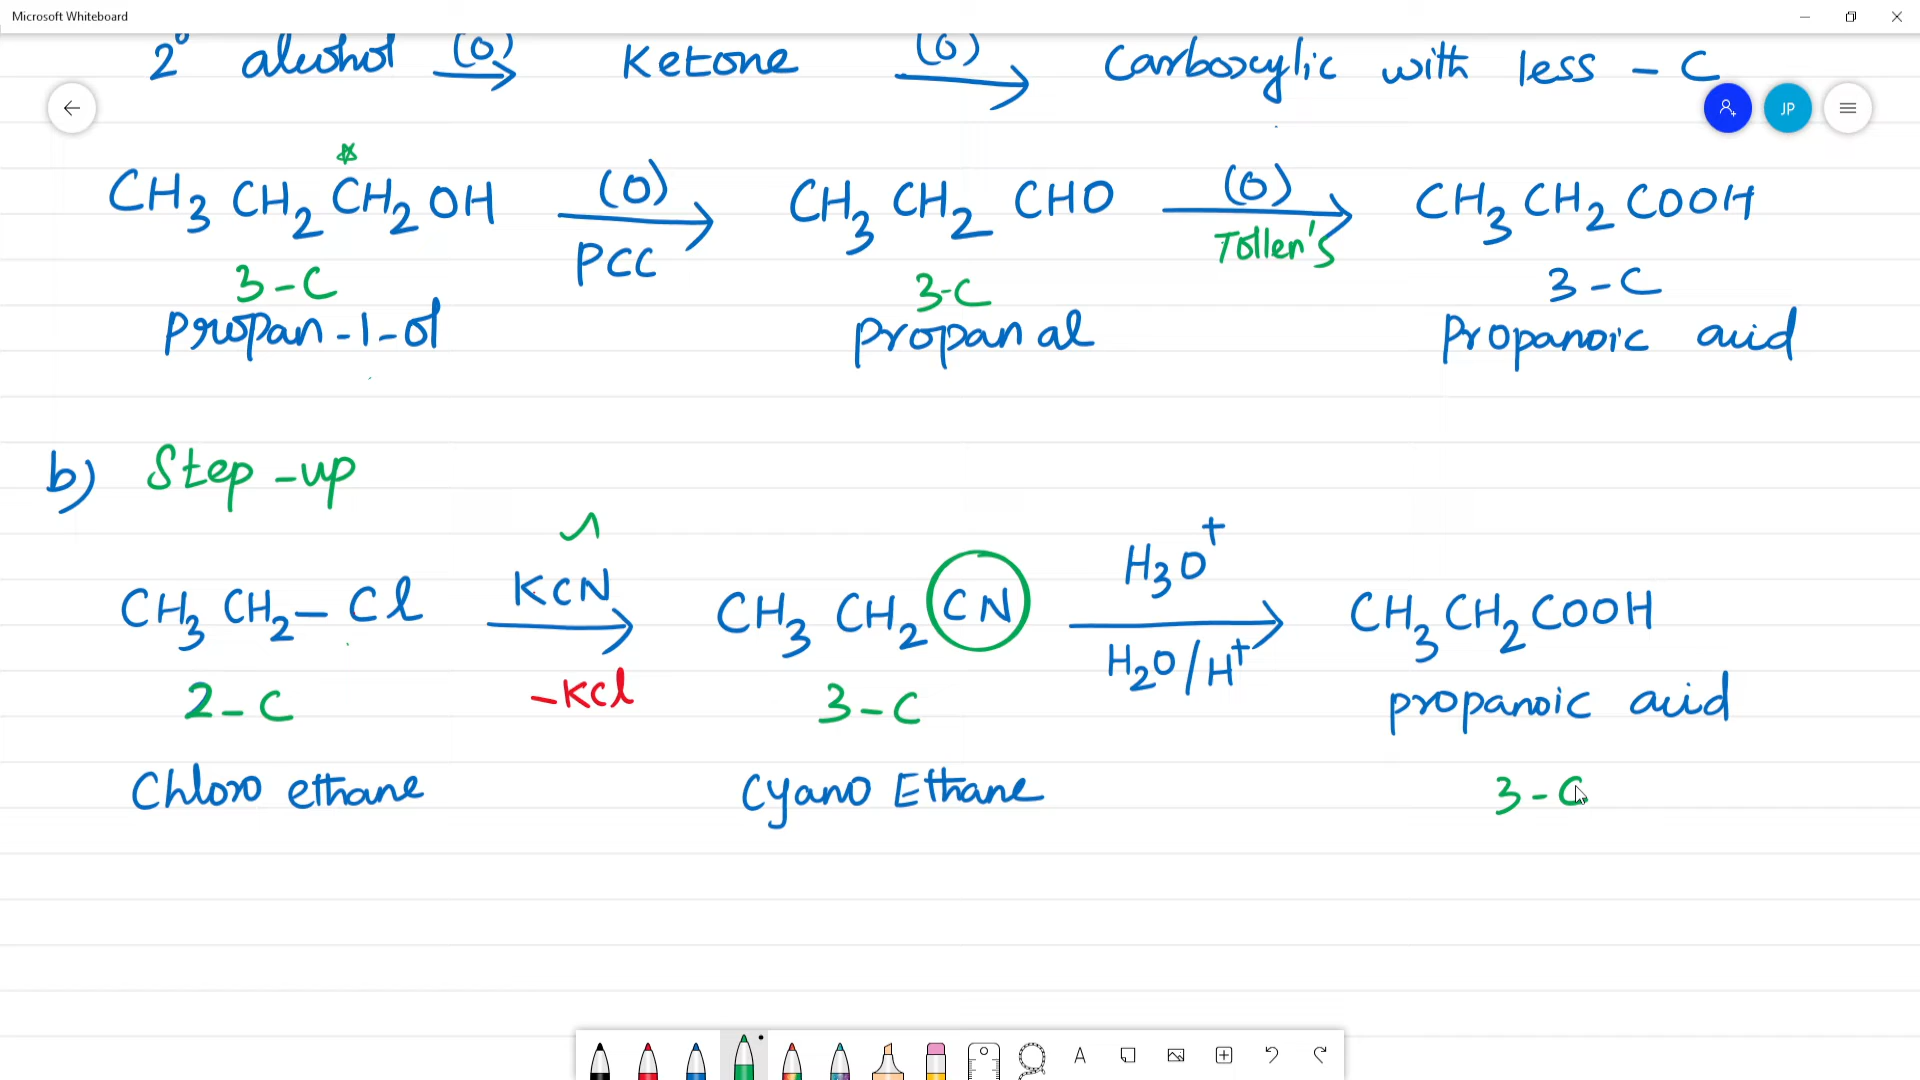 Microsoft Whiteboard
2° alcohol (O) Ketone (O) Carboxylic with less - C
JP
CH3 CH2 CH2 OH (O) CH3 CH2 CHO (O) CH3 CH2 COOH
PCC Tollen's
3-C 3-C 3-C
propan-1-ol propanal Propanoic acid
b) Step-up
CH3 CH2-Cl KCN CH3 CH2 CN H3O+ CH3 CH2 COOH
-KCl H2O/H+
2-C 3-C propanoic acid
Chloro ethane Cyano Ethane 3-C
A